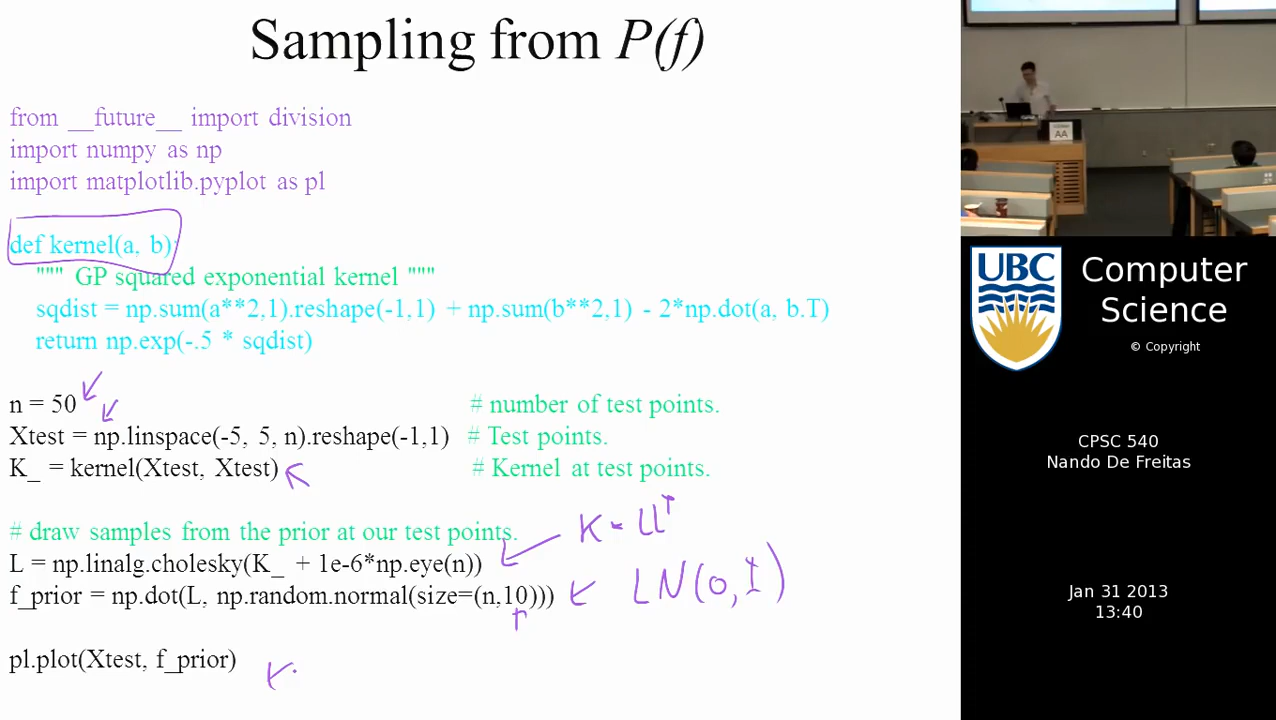 Sampling from P(f)
from __future__ import division
import numpy as np
import matplotlib.pyplot as pl
def kernel(a, b):
""" GP squared exponential kernel """
sqdist = np.sum(a**2,1).reshape(-1,1) + np.sum(b**2,1) - 2*np.dot(a, b.T)
return np.exp(-.5 * sqdist)
n = 50 # number of test points.
Xtest = np.linspace(-5, 5, n).reshape(-1,1) # Test points.
K_ = kernel(Xtest, Xtest) # Kernel at test points.
# draw samples from the prior at our test points.
K = LLᵀ
L = np.linalg.cholesky(K_ + 1e-6*np.eye(n))
f_prior = np.dot(L, np.random.normal(size=(n,10)))
L N(0, I)
pl.plot(Xtest, f_prior)
AA
UBC
Computer
Science
© Copyright
CPSC 540
Nando De Freitas
Jan 31 2013
13:40